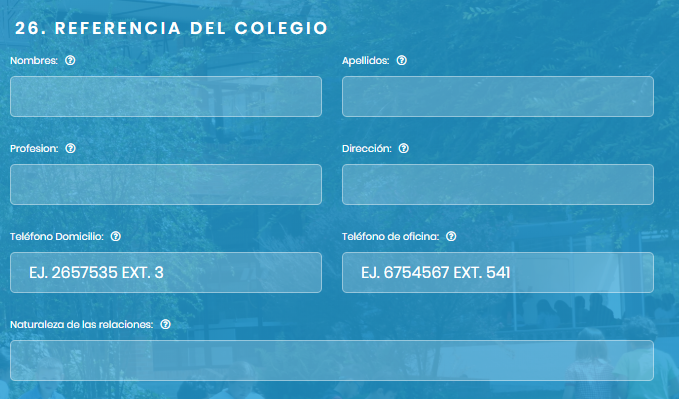 26. REFERENCIA DEL COLEGIO
Nombres: ?
Apellidos: ?
Profesion: ?
Dirección: ?
Teléfono Domicilio: ?
Teléfono de oficina: ?
EJ. 2657535 EXT. 3
EJ. 6754567 EXT. 541
Naturaleza de las relaciones: ?